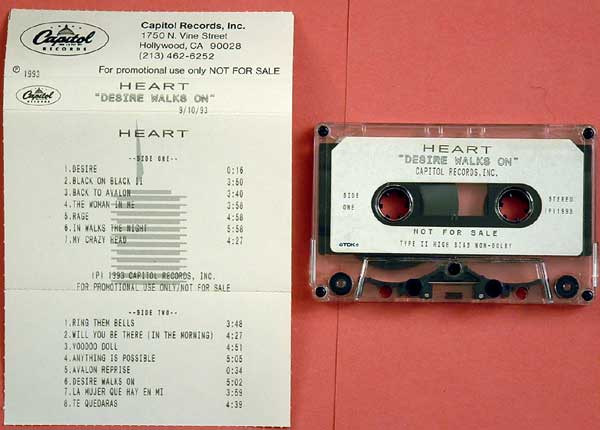 Capitol
RECORDS
Capitol Records, Inc.
1750 N. Vine Street
Hollywood, CA 90028
(213) 462-6252
℗ 1993
For promotional use only NOT FOR SALE
Capitol
RECORDS
HEART
"DESIRE WALKS ON"
9/10/93
HEART
--SIDE ONE--
1.DESIRE 0:16
2.BLACK ON BLACK II 3:50
3.BACK TO AVALON 3:40
4.THE WOMAN IN ME 3:58
5.RAGE 4:58
6.IN WALKS THE NIGHT 5:58
7.MY CRAZY HEAD 4:27
(P) 1993 CAPITOL RECORDS, INC.
FOR PROMOTIONAL USE ONLY/NOT FOR SALE
--SIDE TWO--
1.RING THEM BELLS 3:48
2.WILL YOU BE THERE (IN THE MORNING) 4:27
3.VOODOO DOLL 4:51
4.ANYTHING IS POSSIBLE 5:05
5.AVALON REPRISE 0:34
6.DESIRE WALKS ON 5:02
7.LA MUJER QUE HAY EN MI 3:59
8.TE QUEDARAS 4:39
HEART
"DESIRE WALKS ON"
CAPITOL RECORDS,INC.
SIDE
ONE
STEREO
(P)1993
NOT FOR SALE
TDK
TYPE II HIGH BIAS NON-DOLBY